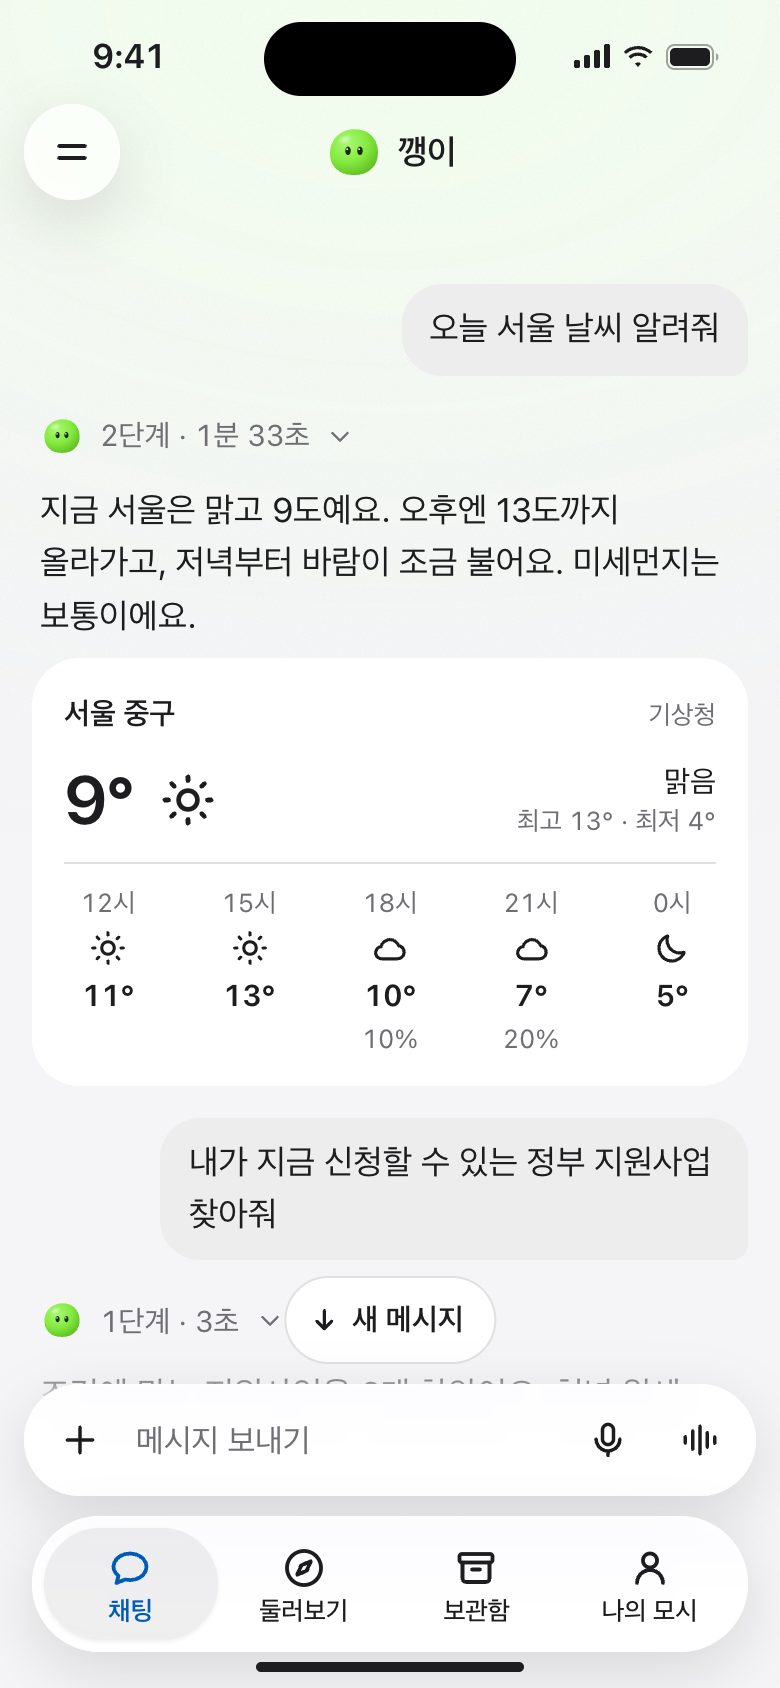 9:41
깽이
오늘 서울 날씨 알려줘
2단계 · 1분 33초
지금 서울은 맑고 9도예요. 오후엔 13도까지
올라가고, 저녁부터 바람이 조금 불어요. 미세먼지는
보통이에요.
서울 중구 기상청
9°
맑음
최고 13° · 최저 4°
12시 15시 18시 21시 0시
11° 13° 10° 7° 5°
10% 20%
내가 지금 신청할 수 있는 정부 지원사업
찾아줘
1단계 · 3초
새 메시지
메시지 보내기
채팅 둘러보기 보관함 나의 모시